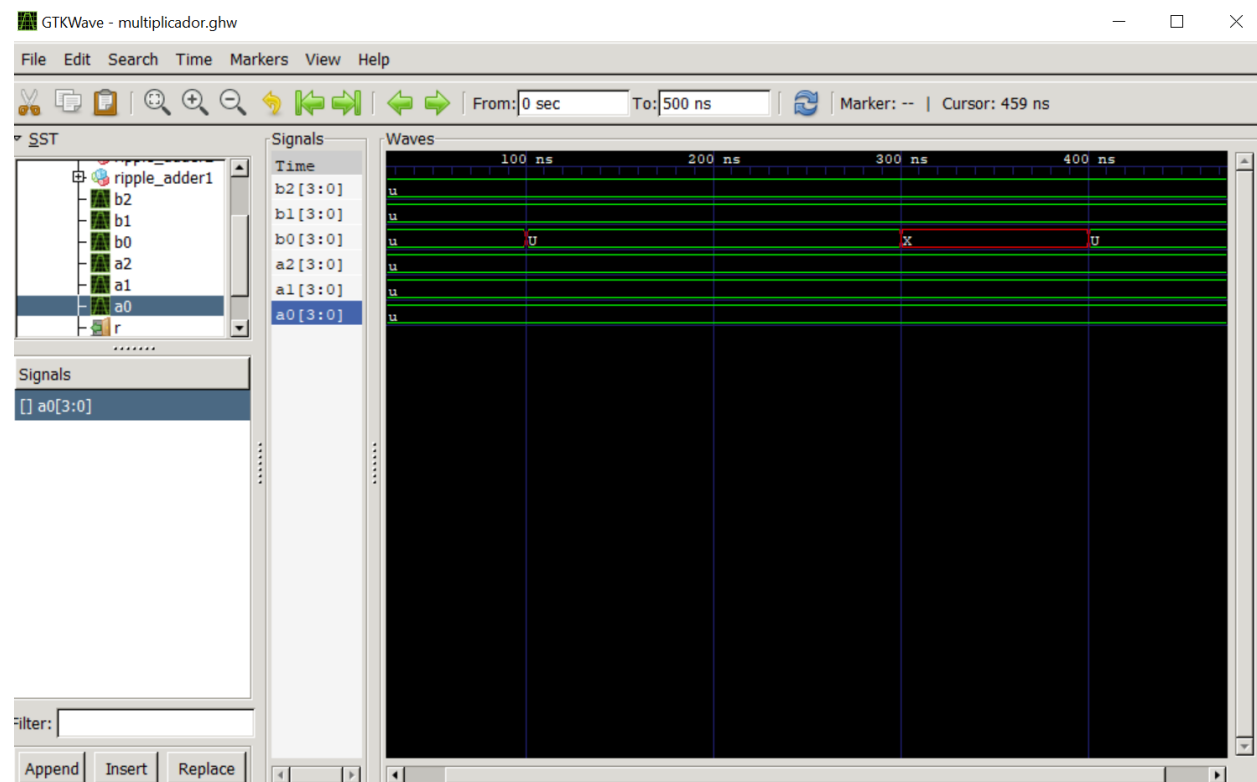 GTKWave - multiplicador.ghw
File Edit Search Time Markers View Help
From: 0 sec To: 500 ns Marker: -- | Cursor: 459 ns
SST
ripple_adder1
b2
b1
b0
a2
a1
a0
r
Signals
[] a0[3:0]
Filter:
Append Insert Replace
Signals
Time
b2[3:0]
b1[3:0]
b0[3:0]
a2[3:0]
a1[3:0]
a0[3:0]
Waves
100 ns 200 ns 300 ns 400 ns
u
u
u U X U
u
u
u